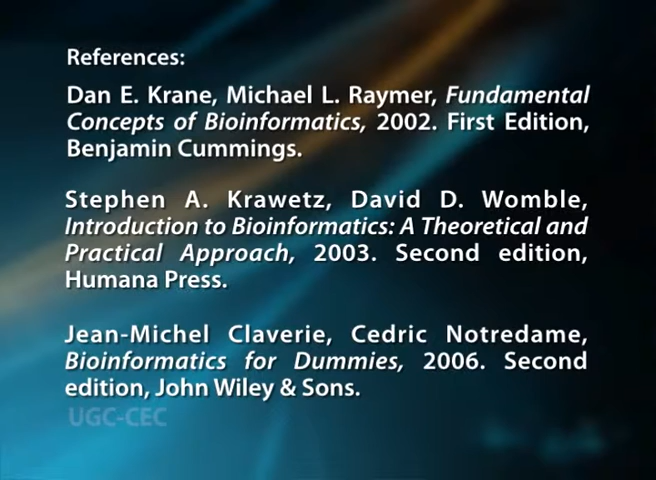 References:
Dan E. Krane, Michael L. Raymer, Fundamental
Concepts of Bioinformatics, 2002. First Edition,
Benjamin Cummings.
Stephen A. Krawetz, David D. Womble,
Introduction to Bioinformatics: A Theoretical and
Practical Approach, 2003. Second edition,
Humana Press.
Jean-Michel Claverie, Cedric Notredame,
Bioinformatics for Dummies, 2006. Second
edition, John Wiley & Sons.
UGC-CEC